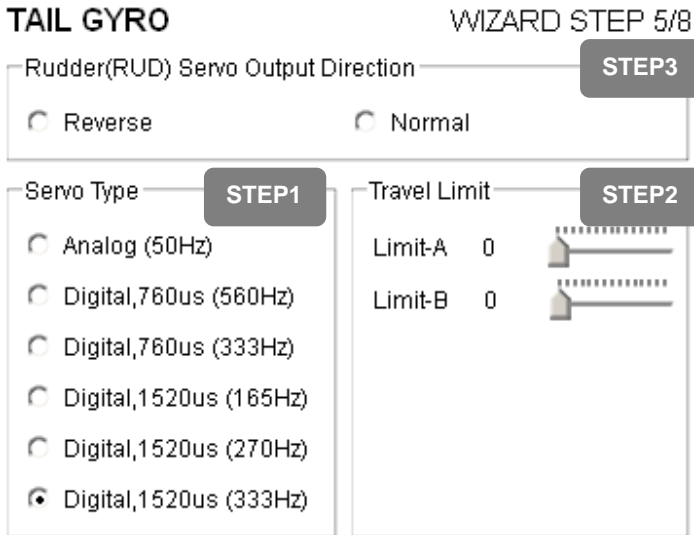 TAIL GYRO WIZARD STEP 5/8
Rudder(RUD) Servo Output Direction STEP3
Reverse Normal
Servo Type STEP1
Analog (50Hz)
Digital,760us (560Hz)
Digital,760us (333Hz)
Digital,1520us (165Hz)
Digital,1520us (270Hz)
Digital,1520us (333Hz)
Travel Limit STEP2
Limit-A 0
Limit-B 0